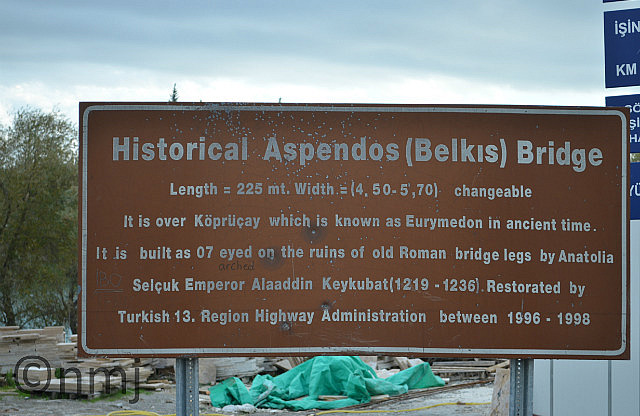 Historical Aşpendos (Belkıs) Bridge
Length = 225 mt. Width = (4, 50- 5',70) changeable
It is over Köprüçay which is known as Eurymedon in ancient time.
It is built as 07 eyed on the ruins of old Roman bridge legs by Anatolia
arched
Selçuk Emperor Alaaddin Keykubat(1219 - 1236). Restorated by
Turkish 13. Region Highway Administration between 1996 - 1998
İŞİN
KM
©nmj